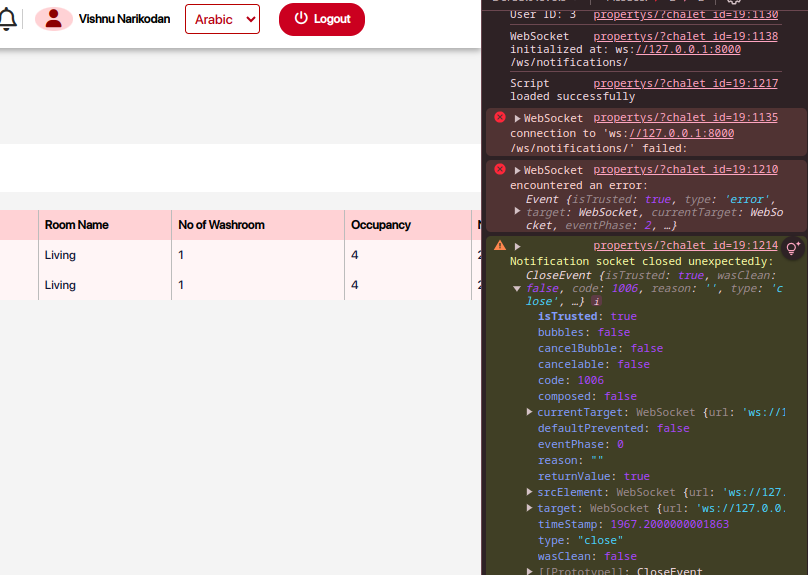 Vishnu Narikodan
Arabic
Logout
Room Name
No of Washroom
Occupancy
Living
1
4
Living
1
4
User ID: 3 propertys/?chalet_id=19:1130
WebSocket propertys/?chalet_id=19:1138
initialized at: ws://127.0.0.1:8000
/ws/notifications/
Script propertys/?chalet_id=19:1217
loaded successfully
WebSocket propertys/?chalet_id=19:1135
connection to 'ws://127.0.0.1:8000
/ws/notifications/' failed:
WebSocket propertys/?chalet_id=19:1210
encountered an error:
Event {isTrusted: true, type: 'error',
target: WebSocket, currentTarget: WebSo
cket, eventPhase: 2, …}
propertys/?chalet_id=19:1214
Notification socket closed unexpectedly:
CloseEvent {isTrusted: true, wasClean:
false, code: 1006, reason: '', type: 'c
lose', …} i
isTrusted: true
bubbles: false
cancelBubble: false
cancelable: false
code: 1006
composed: false
currentTarget: WebSocket {url: 'ws://1
defaultPrevented: false
eventPhase: 0
reason: ""
returnValue: true
srcElement: WebSocket {url: 'ws://127.
target: WebSocket {url: 'ws://127.0.0.
timeStamp: 1967.2000000001863
type: "close"
wasClean: false
[[Prototype]]: CloseEvent